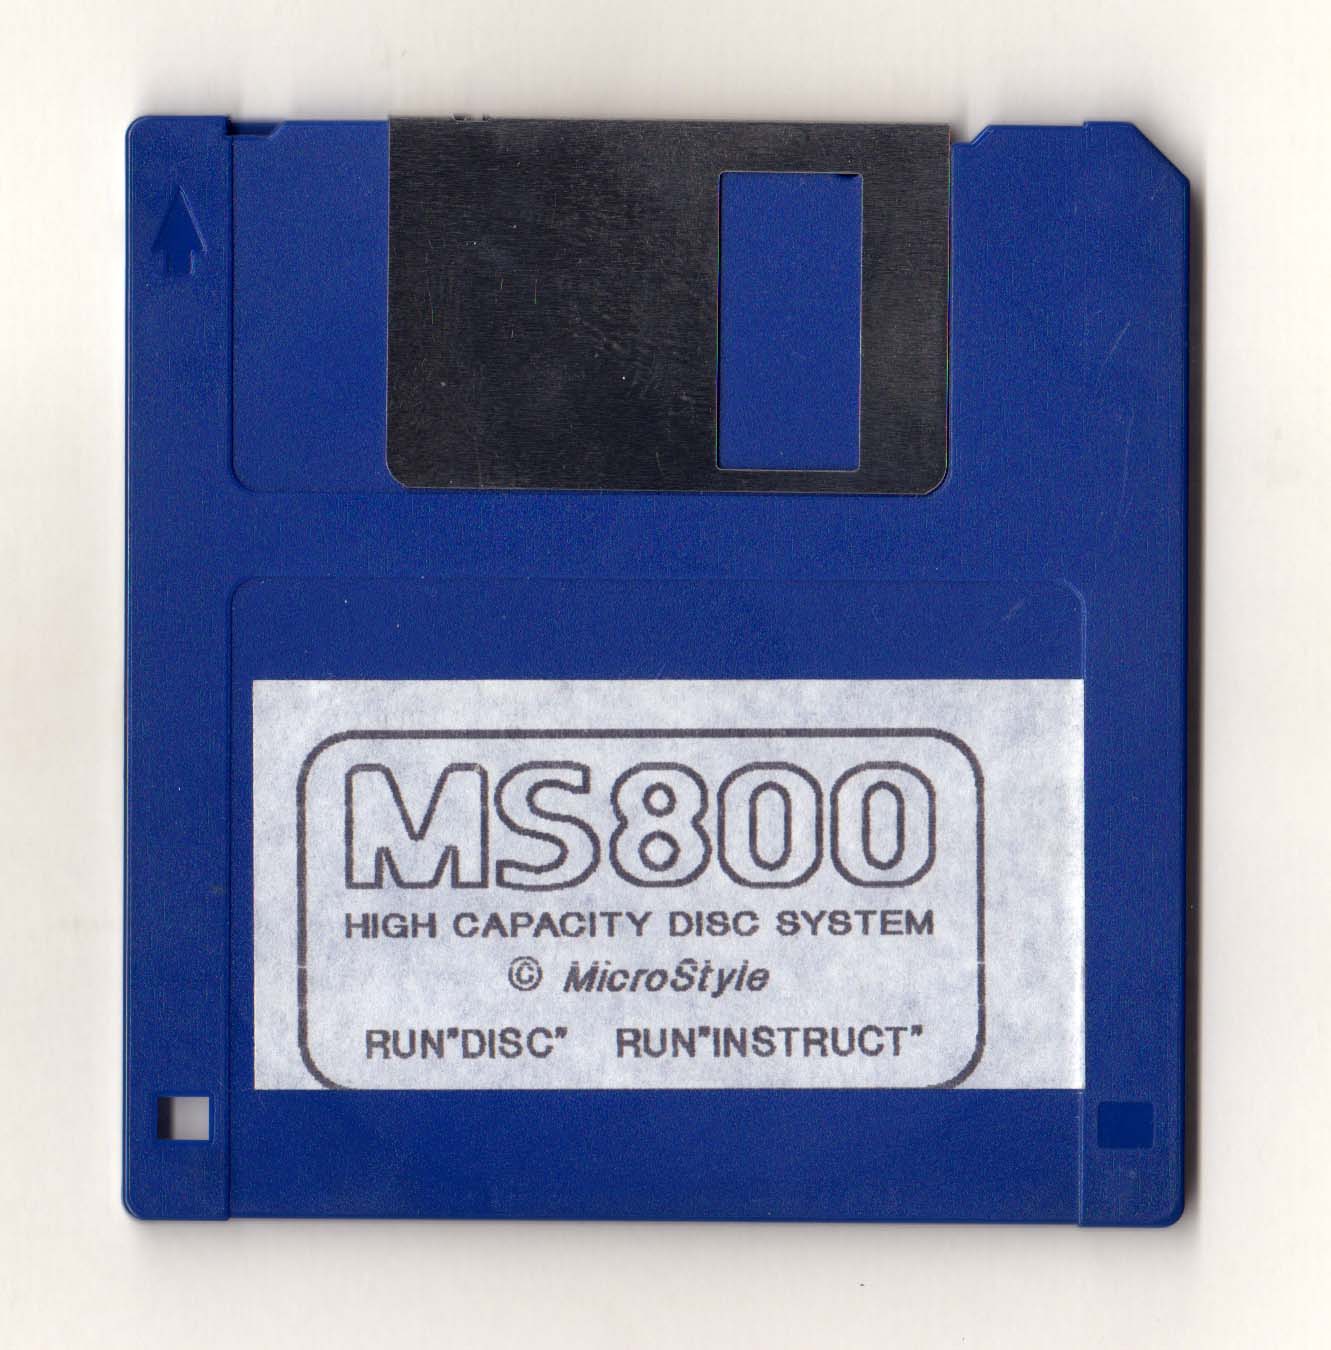 MS800
HIGH CAPACITY DISC SYSTEM
© MicroStyle
RUN"DISC" RUN"INSTRUCT"